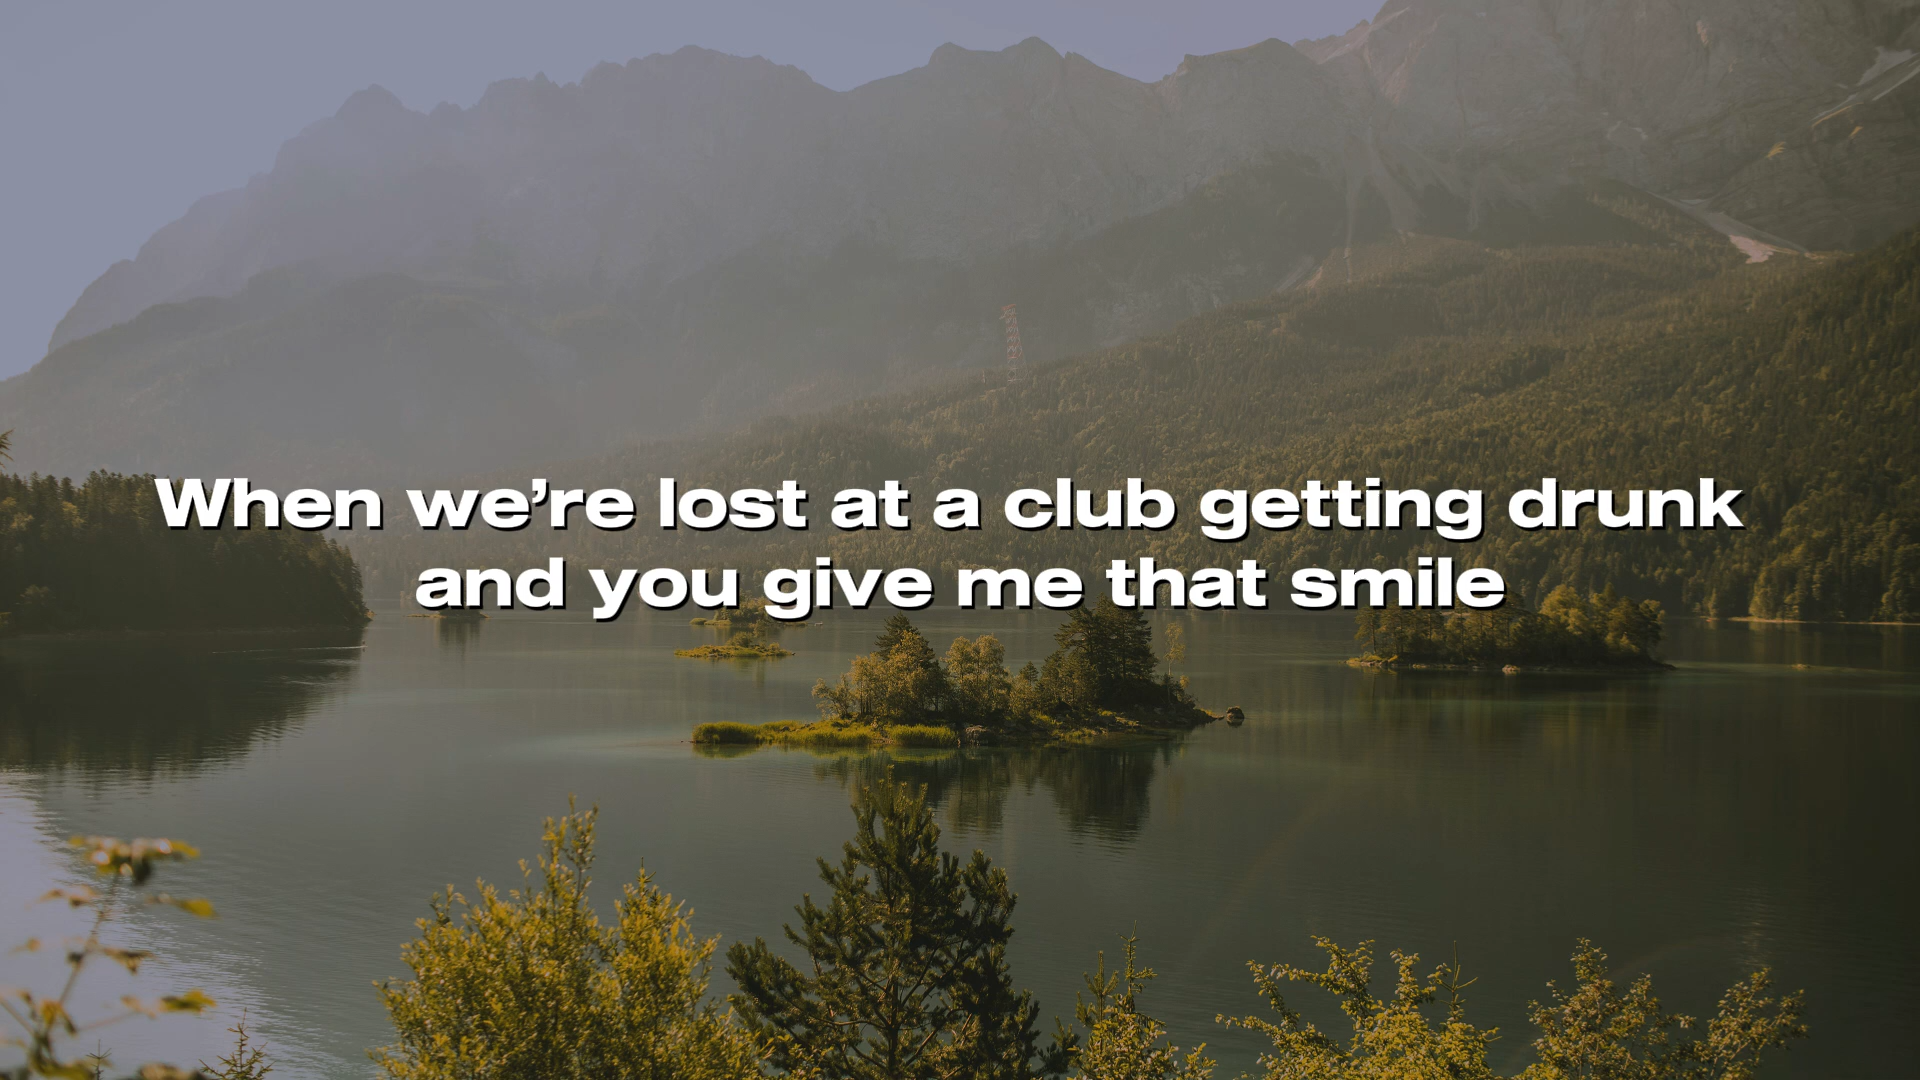 When we’re lost at a club getting drunk
and you give me that smile